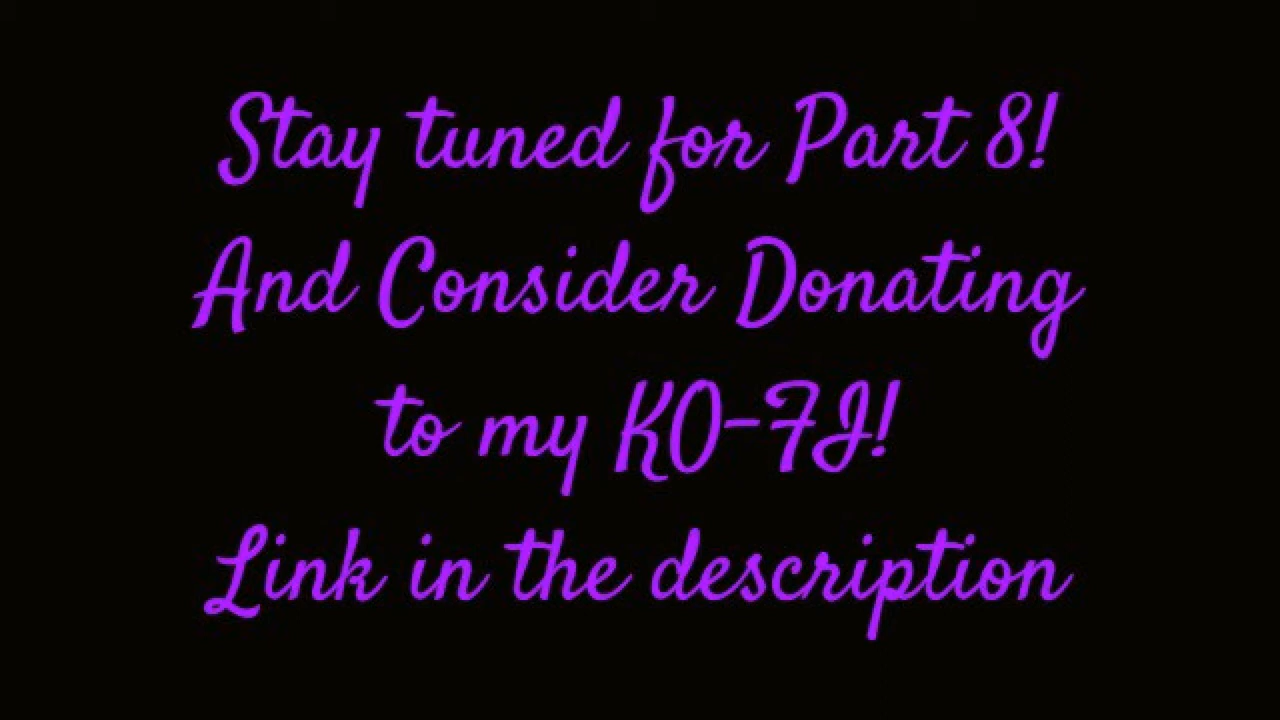 Stay tuned for Part 8!
And Consider Donating
to my KO-FI!
Link in the description